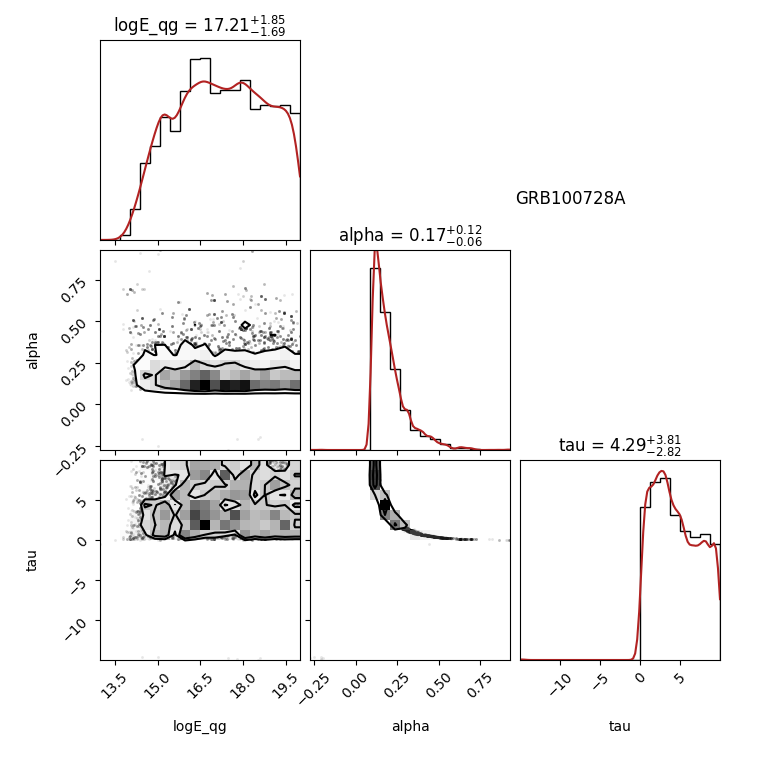 logE_qg = 17.21^{+1.85}_{-1.69}
GRB100728A
alpha = 0.17^{+0.12}_{-0.06}
0.75
0.50
0.25
0.00
−0.25
alpha
tau = 4.29^{+3.81}_{-2.82}
5
0
−5
−10
tau
13.5 15.0 16.5 18.0 19.5
−0.25 0.00 0.25 0.50 0.75
−10 −5 0 5
logE_qg alpha tau